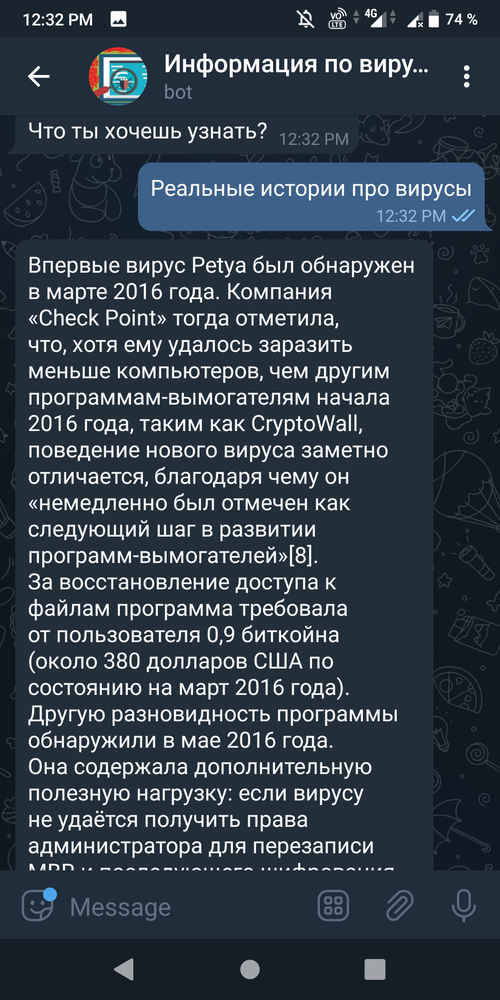 12:32 PM
VO LTE 4G 74 %
Информация по виру...
bot
Что ты хочешь узнать? 12:32 PM
Реальные истории про вирусы
12:32 PM
Впервые вирус Petya был обнаружен
в марте 2016 года. Компания
«Check Point» тогда отметила,
что, хотя ему удалось заразить
меньше компьютеров, чем другим
программам-вымогателям начала
2016 года, таким как CryptoWall,
поведение нового вируса заметно
отличается, благодаря чему он
«немедленно был отмечен как
следующий шаг в развитии
программ-вымогателей»[8].
За восстановление доступа к
файлам программа требовала
от пользователя 0,9 биткойна
(около 380 долларов США по
состоянию на март 2016 года).
Другую разновидность программы
обнаружили в мае 2016 года.
Она содержала дополнительную
полезную нагрузку: если вирусу
не удаётся получить права
администратора для перезаписи
MBR и последующего шифрования
Message